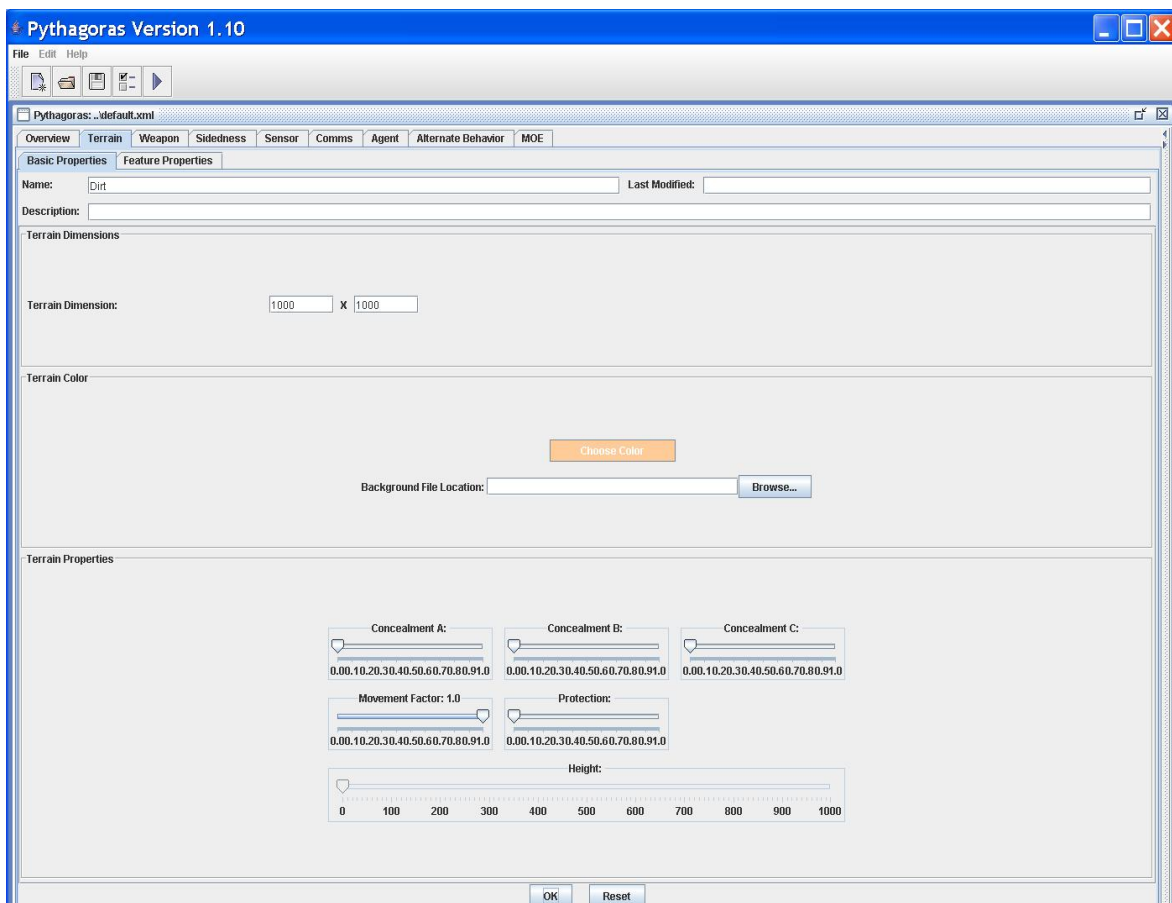 Pythagoras Version 1.10
File Edit Help
Pythagoras: ..\default.xml
Overview Terrain Weapon Sidedness Sensor Comms Agent Alternate Behavior MOE
Basic Properties Feature Properties
Name: Dirt Last Modified:
Description:
Terrain Dimensions
Terrain Dimension: 1000 X 1000
Terrain Color
Choose Color
Background File Location: Browse...
Terrain Properties
Concealment A: Concealment B: Concealment C:
0.00.10.20.30.40.50.60.70.80.91.0 0.00.10.20.30.40.50.60.70.80.91.0 0.00.10.20.30.40.50.60.70.80.91.0
Movement Factor: 1.0 Protection:
0.00.10.20.30.40.50.60.70.80.91.0 0.00.10.20.30.40.50.60.70.80.91.0
Height:
0 100 200 300 400 500 600 700 800 900 1000
OK Reset